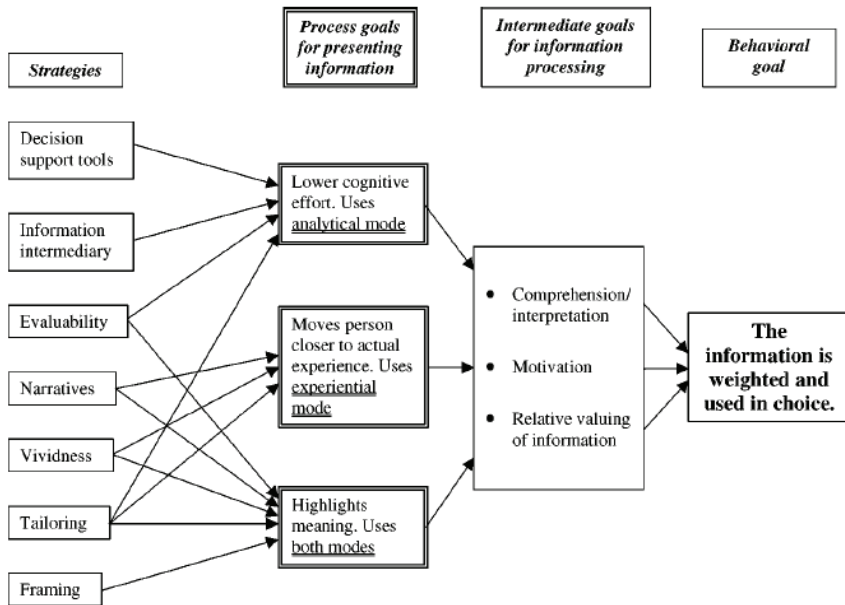 Strategies
Process goals
for presenting
information
Intermediate goals
for information
processing
Behavioral
goal
Decision
support tools
Information
intermediary
Evaluability
Narratives
Vividness
Tailoring
Framing
Lower cognitive
effort. Uses
analytical mode
Moves person
closer to actual
experience. Uses
experiential
mode
Highlights
meaning. Uses
both modes
• Comprehension/
interpretation
• Motivation
• Relative valuing
of information
The
information is
weighted and
used in choice.